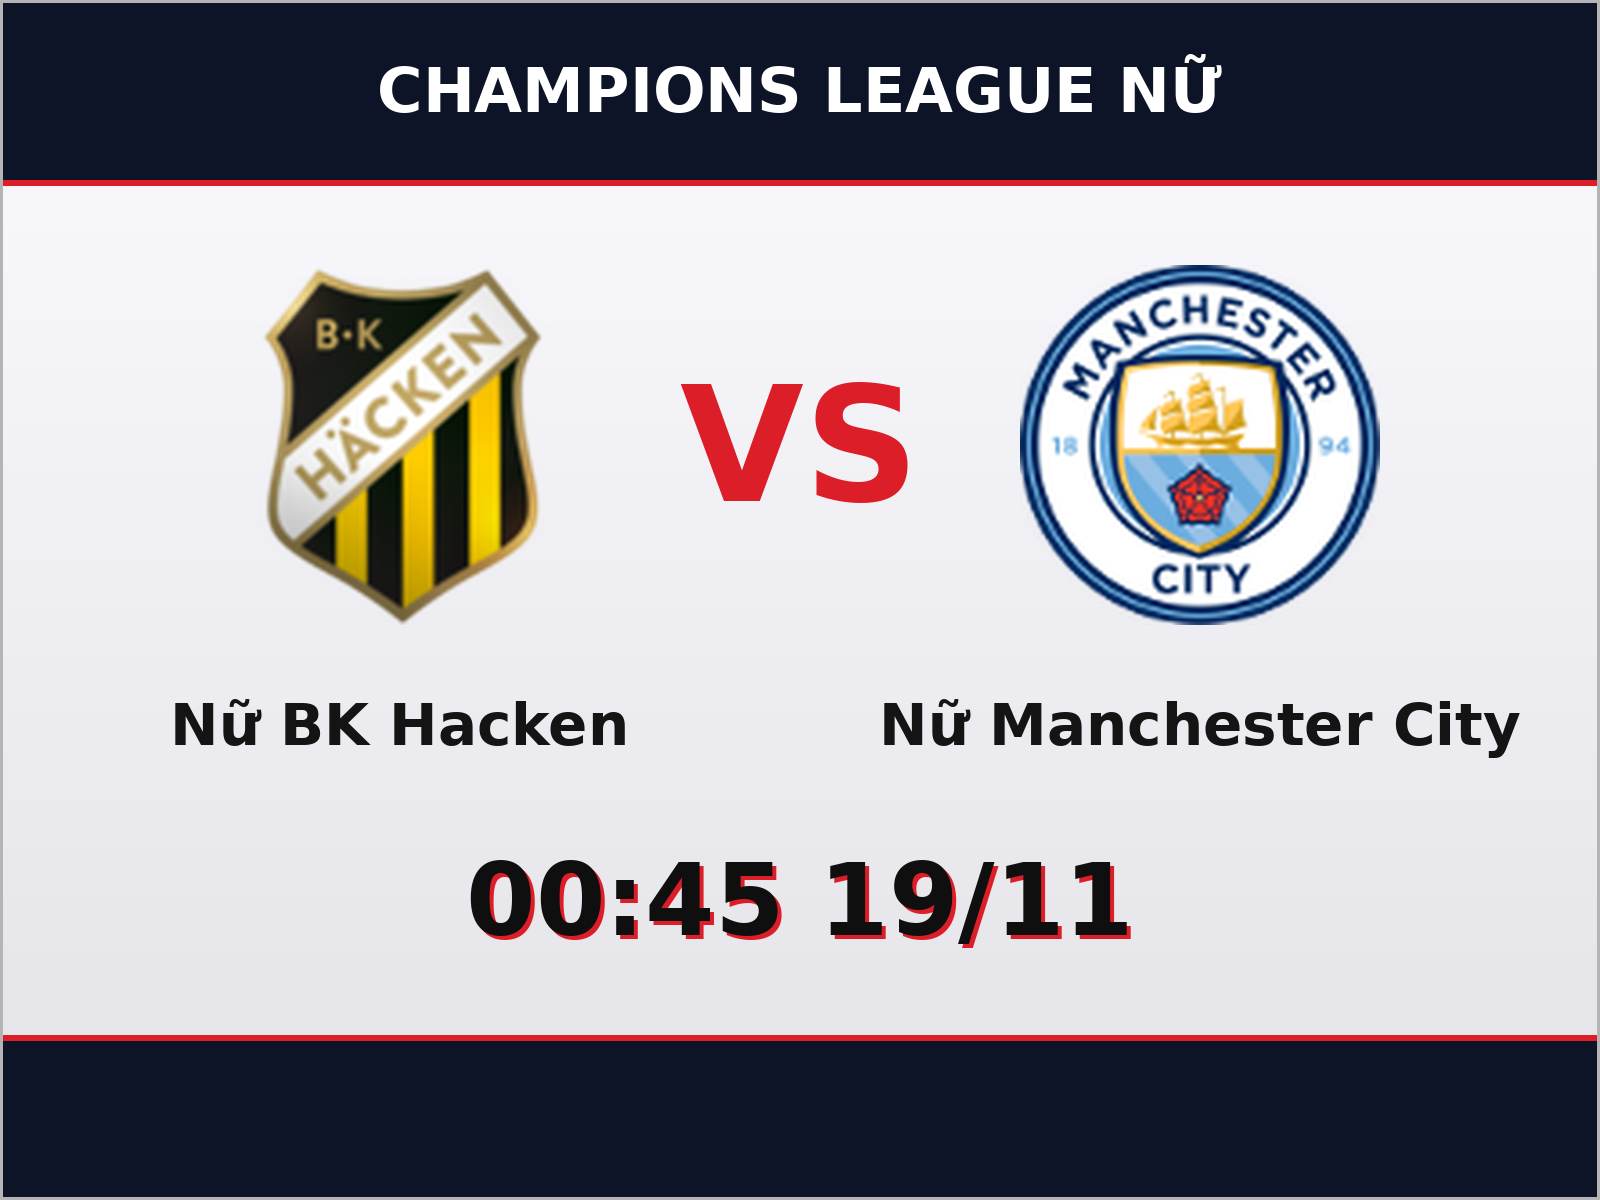 CHAMPIONS LEAGUE NỮ
B·K
HÄCKEN
VS
MANCHESTER
18 94
CITY
Nữ BK Hacken
Nữ Manchester City
00:45 19/11